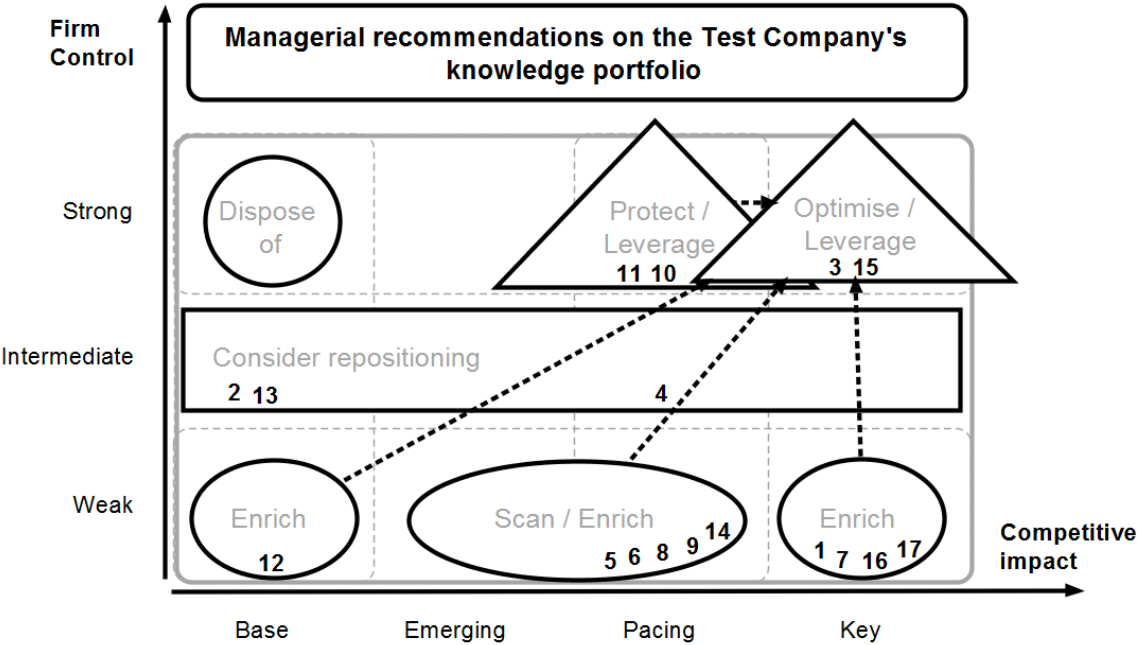 Firm
Control
Managerial recommendations on the Test Company's
knowledge portfolio
Strong
Dispose
of
Protect /
Leverage
11 10
Optimise /
Leverage
3 15
Intermediate
Consider repositioning
2 13
4
Weak
Enrich
12
Scan / Enrich
5 6 8 9 14
Enrich
1 7 16 17
Competitive
impact
Base
Emerging
Pacing
Key